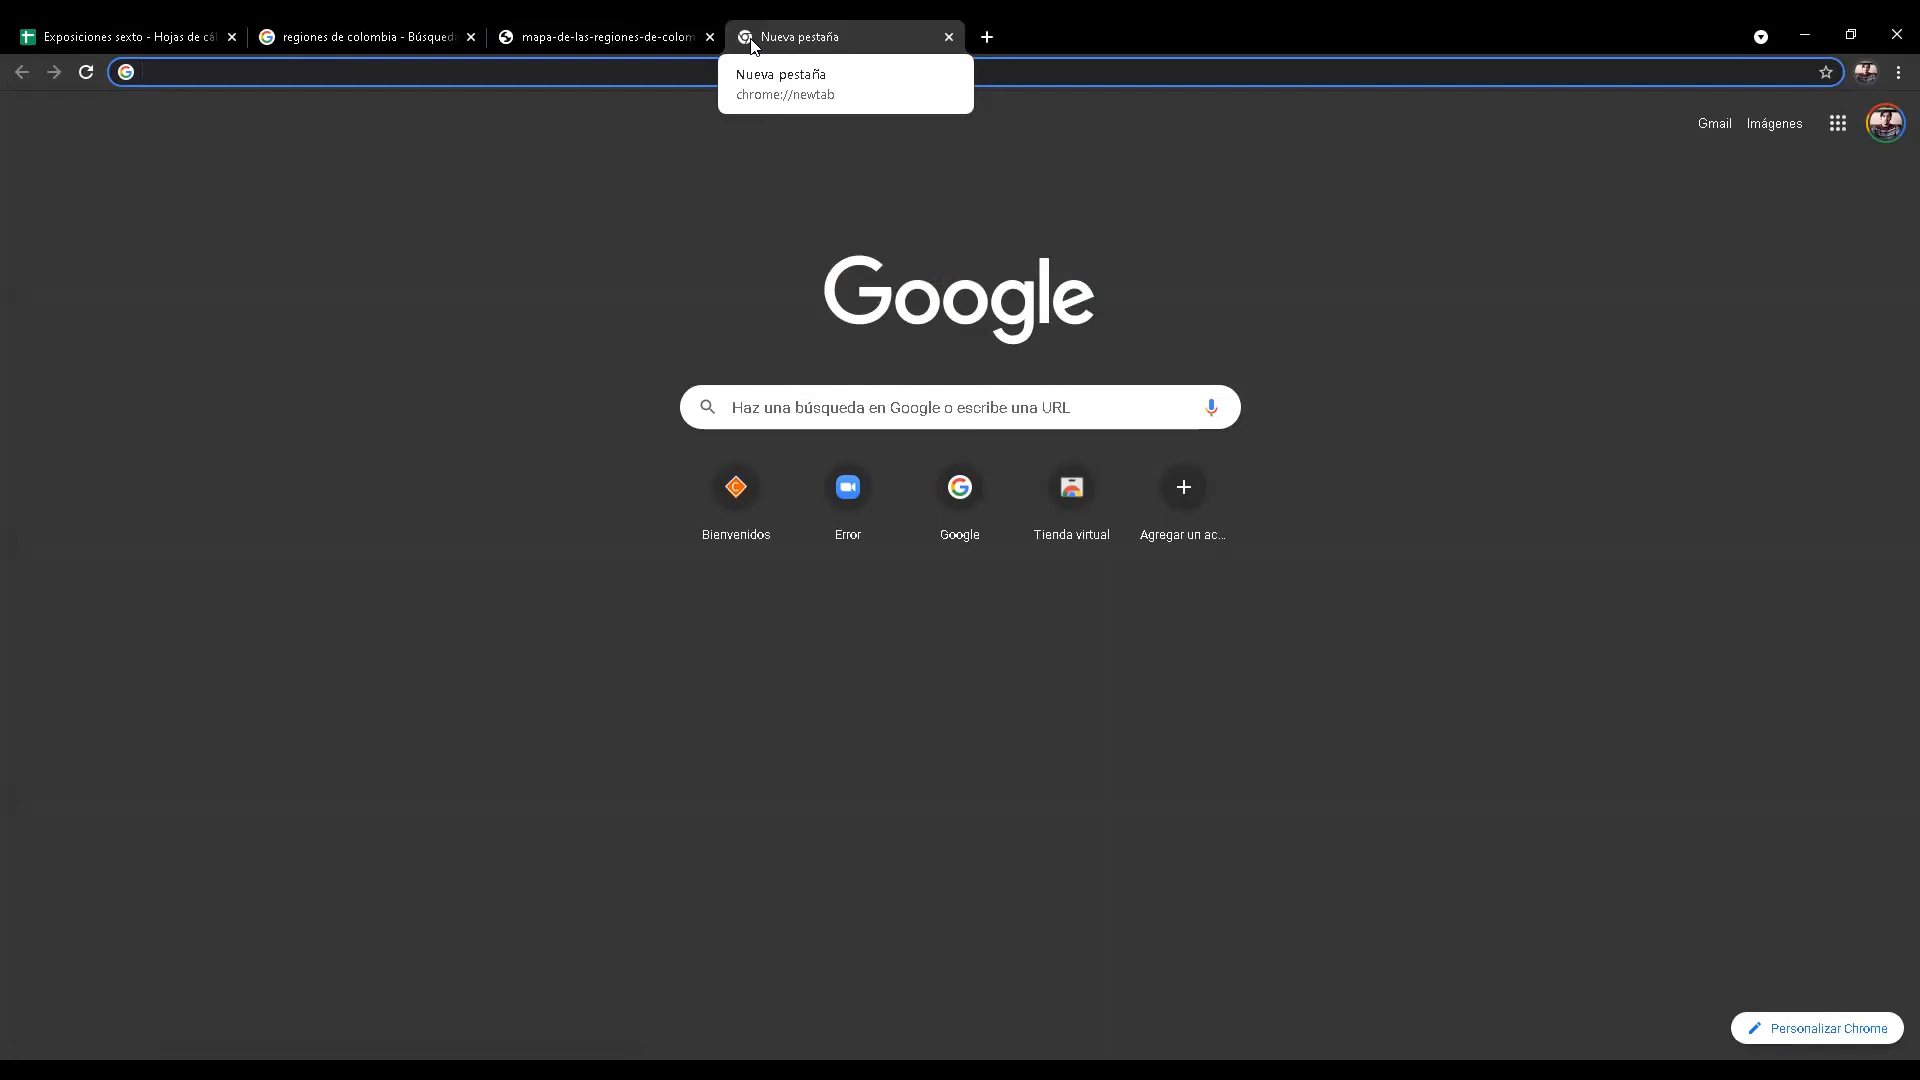 Exposiciones sexto - Hojas de cál
regiones de colombia - Búsqued
mapa-de-las-regiones-de-colom
Nueva pestaña
Nueva pestaña
chrome://newtab
Gmail
Imágenes
Google
Haz una búsqueda en Google o escribe una URL
Bienvenidos
Error
Google
Tienda virtual
Agregar un ac...
Personalizar Chrome